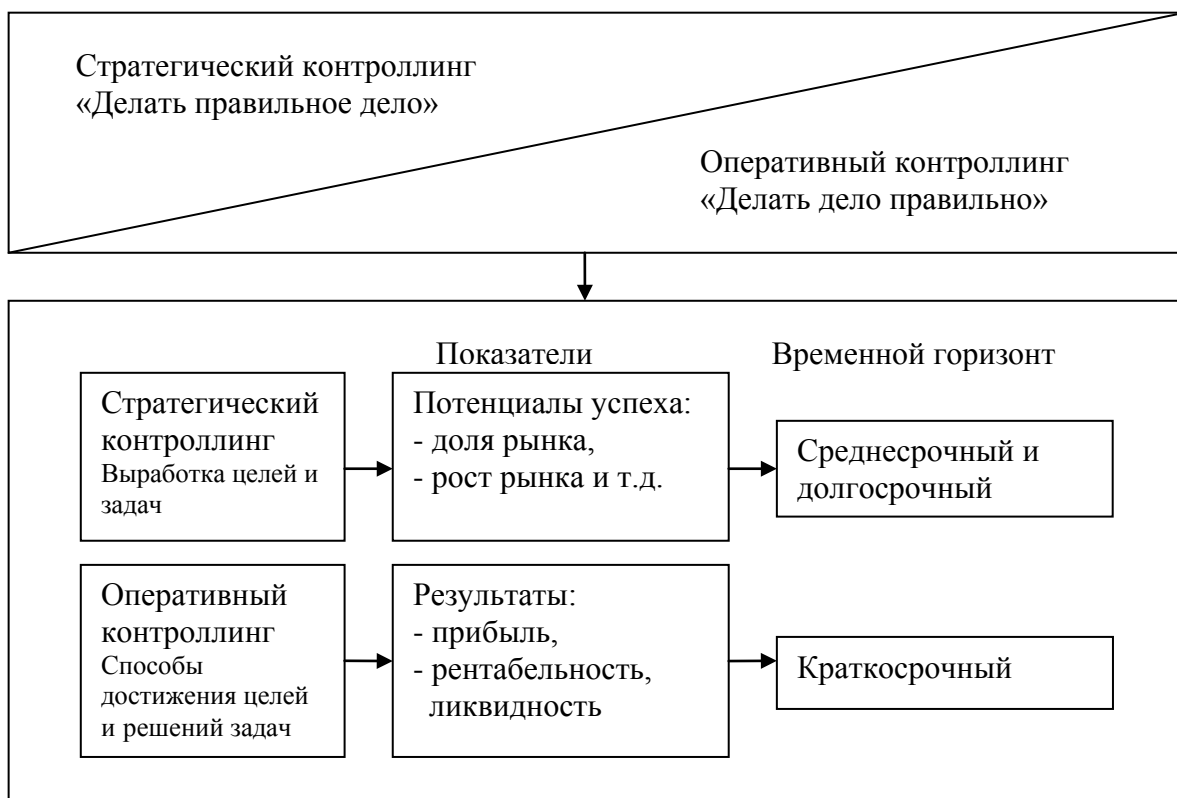 Стратегический контроллинг
«Делать правильное дело»
Оперативный контроллинг
«Делать дело правильно»
Показатели
Временной горизонт
Стратегический
контроллинг
Выработка целей и
задач
Потенциалы успеха:
- доля рынка,
- рост рынка и т.д.
Среднесрочный и
долгосрочный
Оперативный
контроллинг
Способы
достижения целей
и решений задач
Результаты:
- прибыль,
- рентабельность,
ликвидность
Краткосрочный